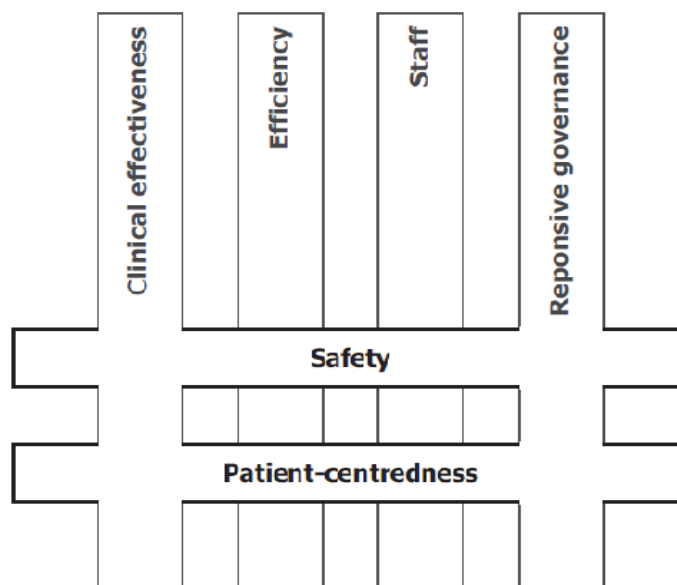 Clinical effectiveness
Efficiency
Staff
Reponsive governance
Safety
Patient-centredness